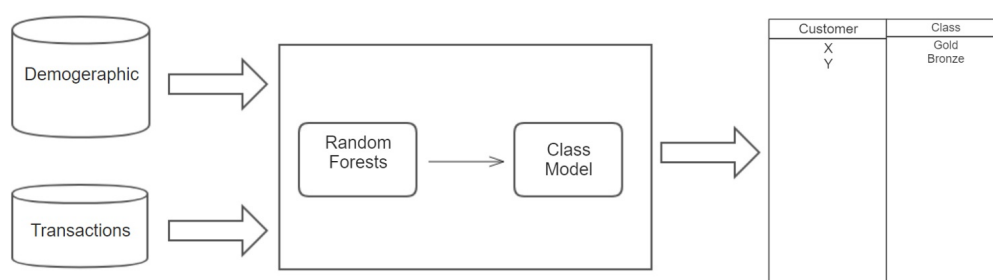 Demogeraphic
Transactions
Random
Forests
Class
Model
Customer Class
X Gold
Y Bronze